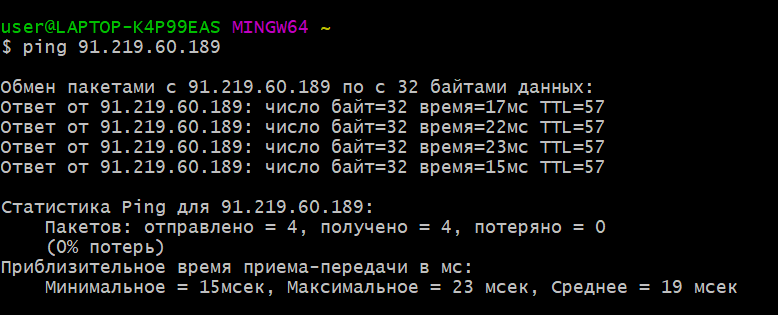 user@LAPTOP-K4P99EAS MINGW64 ~
$ ping 91.219.60.189
Обмен пакетами с 91.219.60.189 по с 32 байтами данных:
Ответ от 91.219.60.189: число байт=32 время=17мс TTL=57
Ответ от 91.219.60.189: число байт=32 время=22мс TTL=57
Ответ от 91.219.60.189: число байт=32 время=23мс TTL=57
Ответ от 91.219.60.189: число байт=32 время=15мс TTL=57
Статистика Ping для 91.219.60.189:
Пакетов: отправлено = 4, получено = 4, потеряно = 0
(0% потерь)
Приблизительное время приема-передачи в мс:
Минимальное = 15мсек, Максимальное = 23 мсек, Среднее = 19 мсек